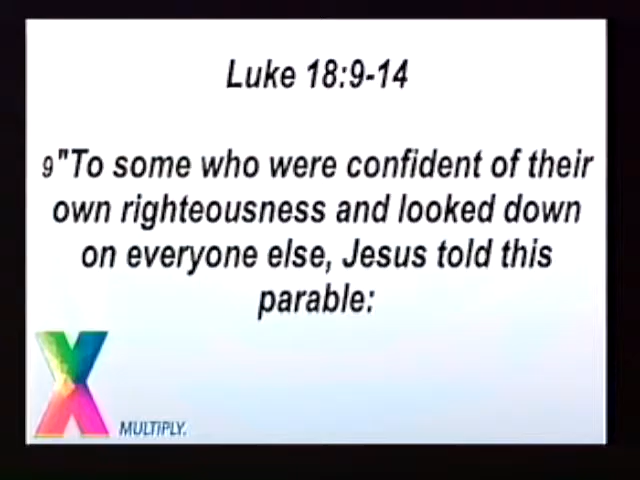 Luke 18:9-14
9"To some who were confident of their
own righteousness and looked down
on everyone else, Jesus told this
parable:
X
MULTIPLY.